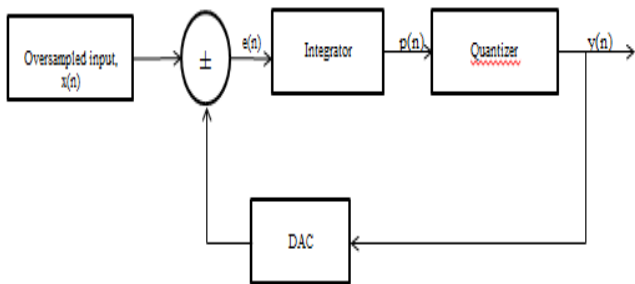 Oversampled input,
x(n)
±
e(n)
Integrator
p(n)
Quantizer
y(n)
DAC